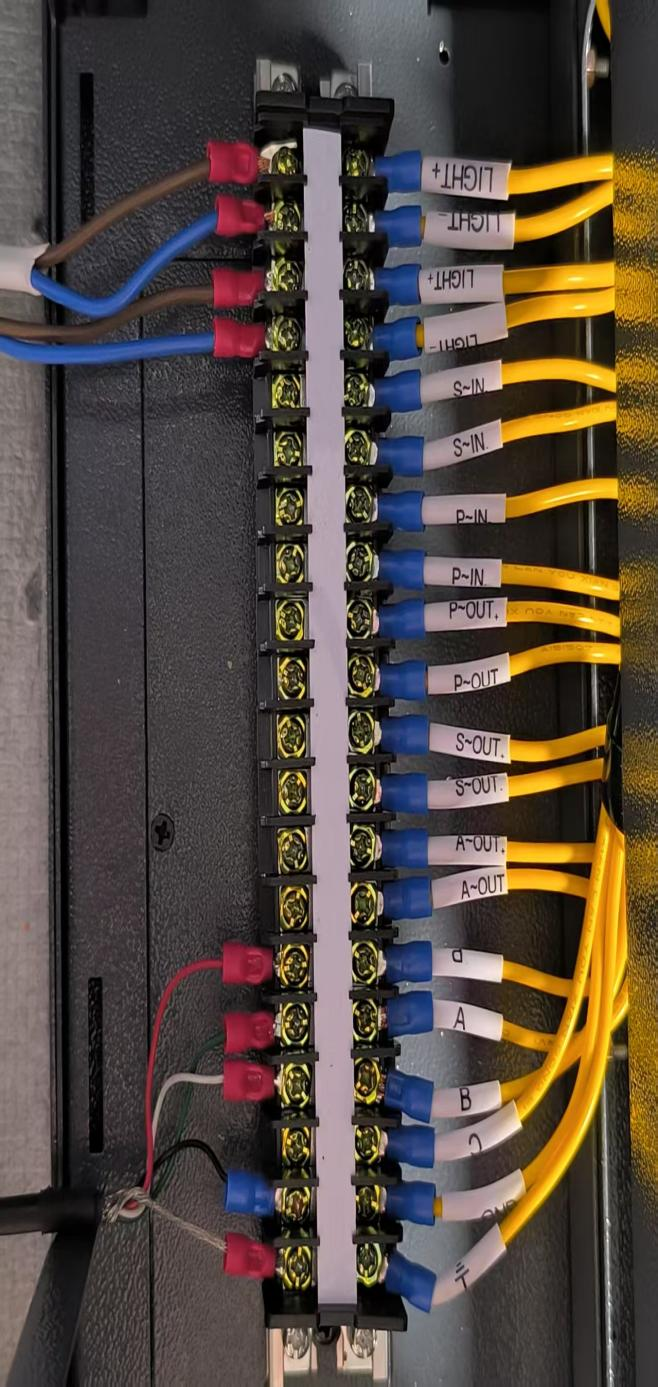 LIGHT+
LIGHT-
LIGHT+
LIGHT-
S~IN
S~IN.
P~IN
P~IN
P~OUT.
P~OUT
S~OUT.
S~OUT.
A~OUT.
A~OUT
P
A
B
C
GND